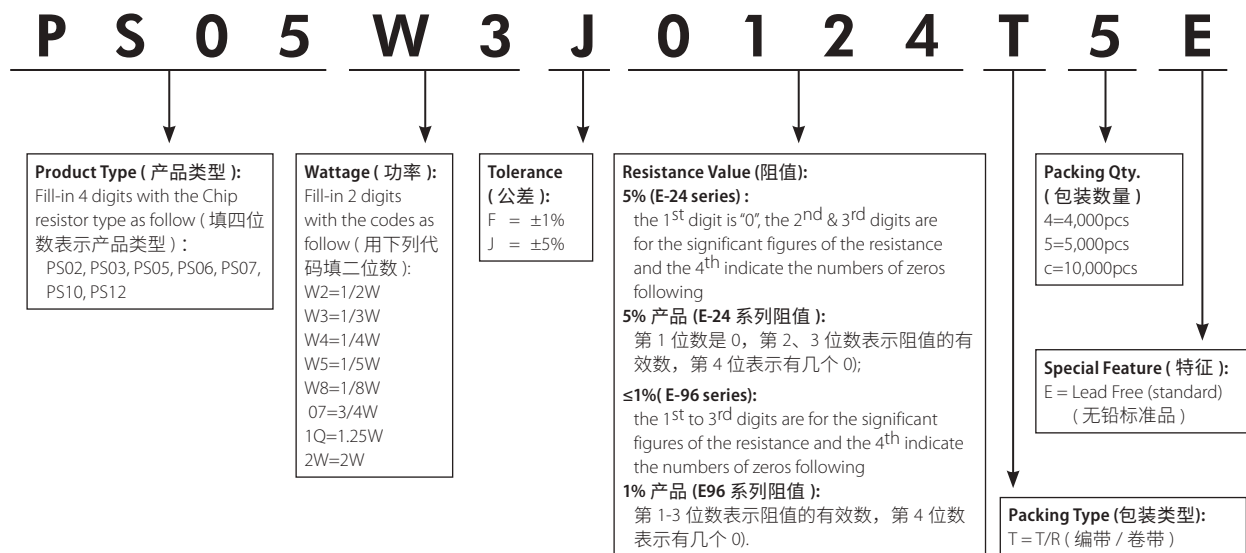 PS05W3J0124T5E
Product Type ( 产品类型 ):
Fill-in 4 digits with the Chip
resistor type as follow ( 填四位
数表示产品类型 ) :
PS02, PS03, PS05, PS06, PS07,
PS10, PS12
Wattage ( 功率 ):
Fill-in 2 digits
with the codes as
follow ( 用下列代
码填二位数 ):
W2=1/2W
W3=1/3W
W4=1/4W
W5=1/5W
W8=1/8W
07=3/4W
1Q=1.25W
2W=2W
Tolerance
( 公差 ):
F = ±1%
J = ±5%
Resistance Value (阻值):
5% (E-24 series) :
the 1st digit is “0”, the 2nd & 3rd digits are
for the significant figures of the resistance
and the 4th indicate the numbers of zeros
following
5% 产品 (E-24 系列阻值 ):
第 1 位数是 0，第 2、3 位数表示阻值的有
效数，第 4 位表示有几个 0);
≤1%( E-96 series):
the 1st to 3rd digits are for the significant
figures of the resistance and the 4th indicate
the numbers of zeros following
1% 产品 (E96 系列阻值 ):
第 1-3 位数表示阻值的有效数，第 4 位数
表示有几个 0).
Packing Qty.
( 包装数量 )
4=4,000pcs
5=5,000pcs
c=10,000pcs
Special Feature ( 特征 ):
E = Lead Free (standard)
( 无铅标准品 )
Packing Type (包装类型):
T = T/R ( 编带 / 卷带 )